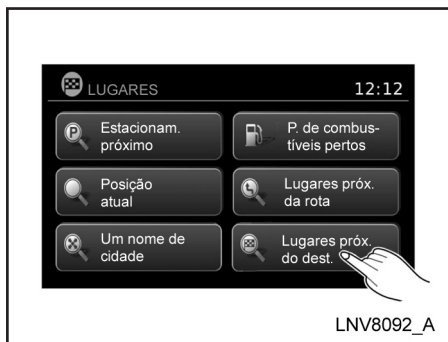 LUGARES 12:12
Estacionam.
próximo
P. de combus-
tíveis pertos
Posição
atual
Lugares próx.
da rota
Um nome de
cidade
Lugares próx.
do dest.
LNV8092_A